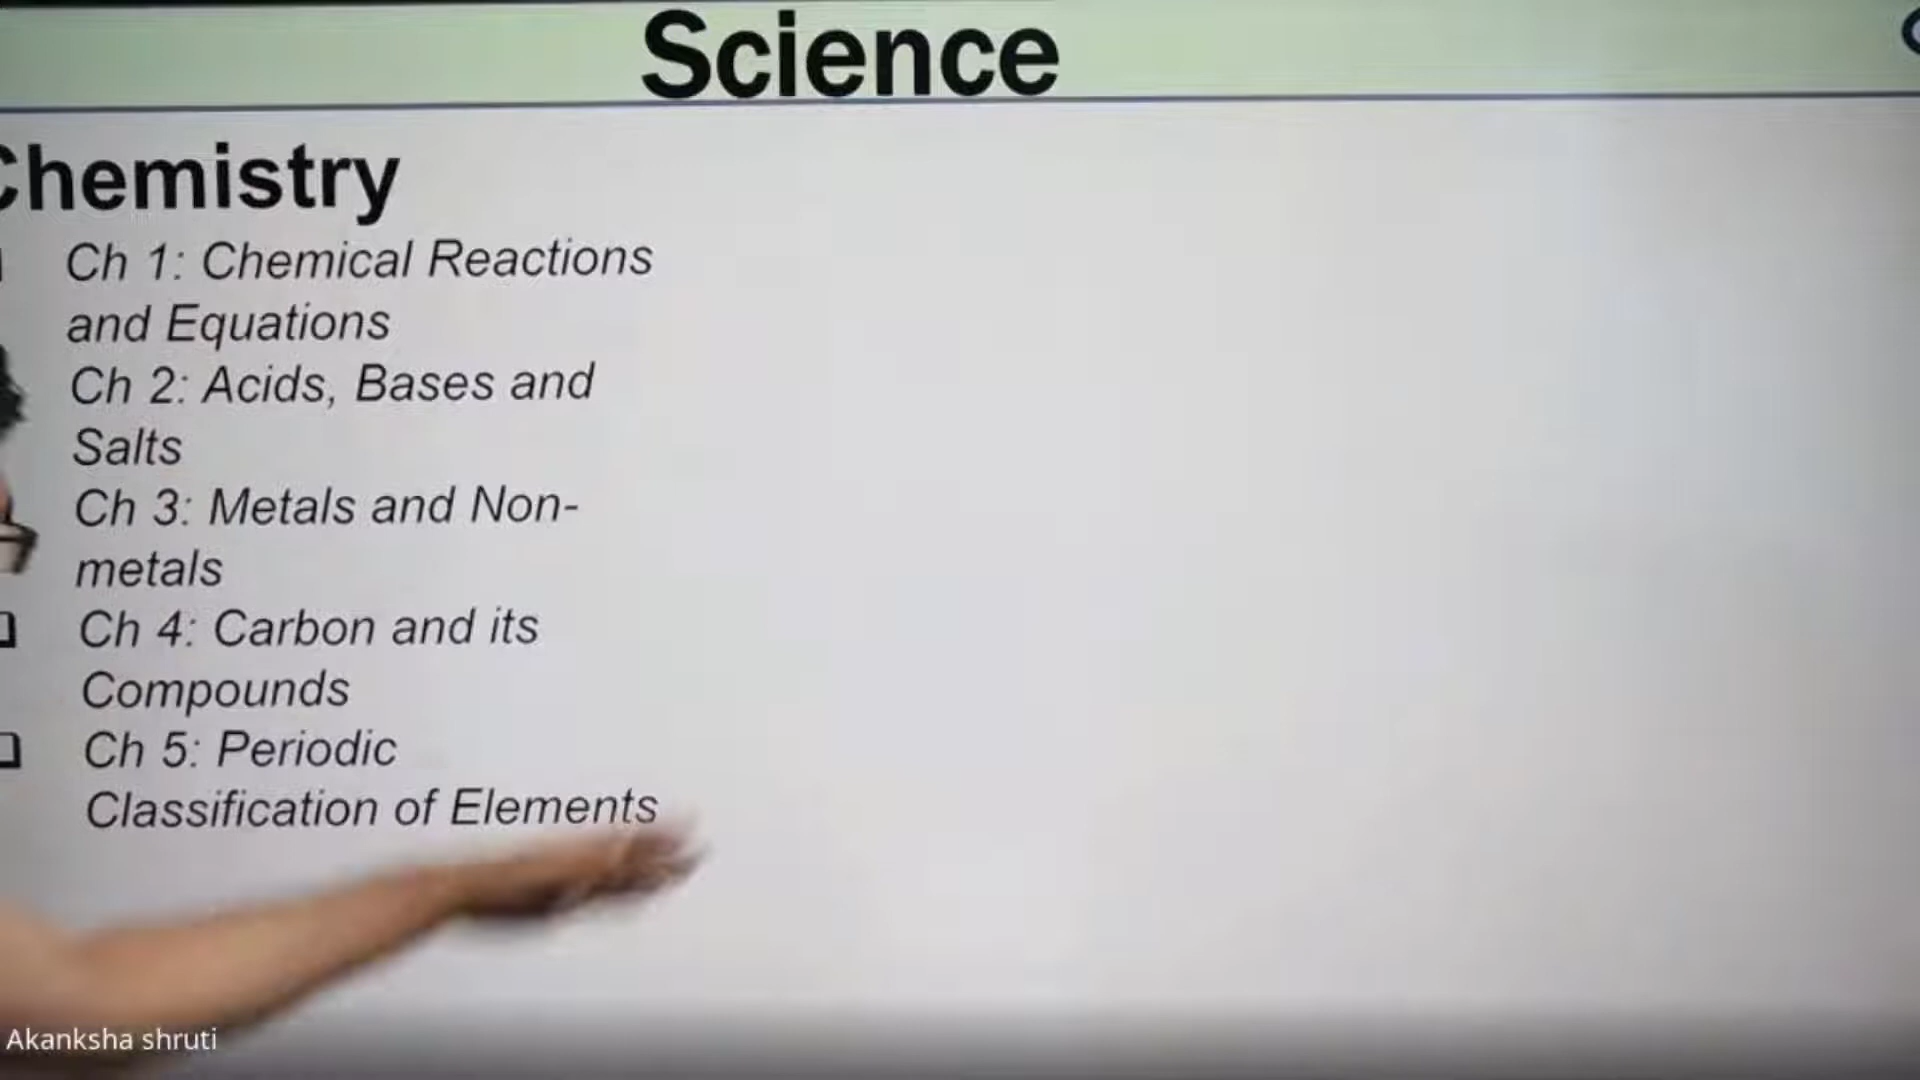 Science
Chemistry
Ch 1: Chemical Reactions
and Equations
Ch 2: Acids, Bases and
Salts
Ch 3: Metals and Non-
metals
Ch 4: Carbon and its
Compounds
Ch 5: Periodic
Classification of Elements
Akanksha shruti